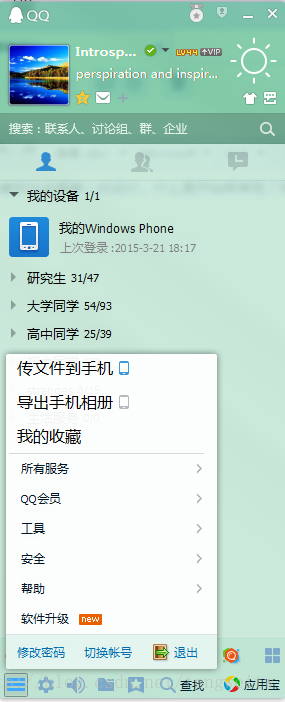 QQ
Introsp...
LV44 VIP
perspiration and inspir...
搜索：联系人、讨论组、群、企业
我的设备 1/1
我的Windows Phone
上次登录 :2015-3-21 18:17
研究生 31/47
大学同学 54/93
高中同学 25/39
传文件到手机
导出手机相册
我的收藏
所有服务
QQ会员
工具
安全
帮助
软件升级 new
修改密码 切换帐号 退出
查找 应用宝